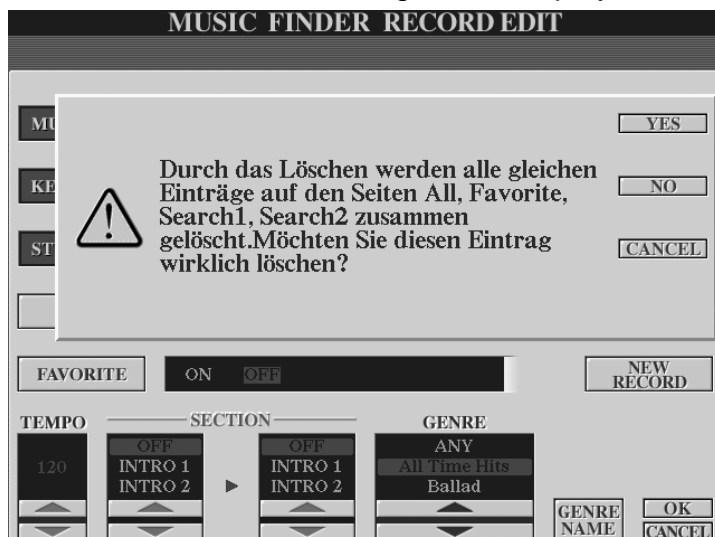 MUSIC FINDER RECORD EDIT
MU
YES
Durch das Löschen werden alle gleichen
KE
Einträge auf den Seiten All, Favorite,
NO
Search1, Search2 zusammen
ST
gelöscht.Möchten Sie diesen Eintrag
CANCEL
wirklich löschen?
FAVORITE
ON OFF
NEW
RECORD
TEMPO
SECTION
GENRE
120
OFF
INTRO 1
INTRO 2
OFF
INTRO 1
INTRO 2
ANY
All Time Hits
Ballad
GENRE
NAME
OK
CANCEL